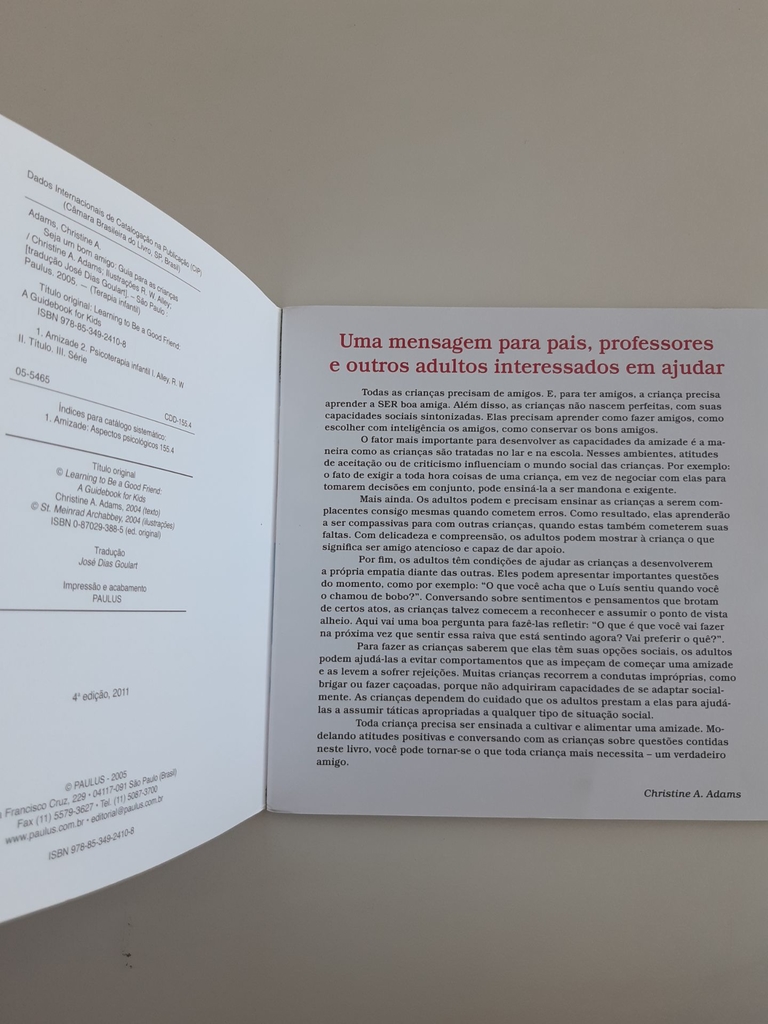 Dados Internacionais de Catalogação na Publicação (CIP)
(Câmara Brasileira do Livro, SP, Brasil)
Adams, Christine A.
Seja um bom amigo: Guia para as crianças
/ Christine A. Adams; ilustrações R. W. Alley;
[tradução José Dias Goulart]. – São Paulo :
Paulus, 2005. — (Terapia infantil)
Título original: Learning to Be a Good Friend:
A Guidebook for Kids
ISBN 978-85-349-2410-8
1. Amizade 2. Psicoterapia infantil I. Alley, R. W
II. Título. III. Série
05-5465
CDD-155.4
Índices para catálogo sistemático:
1. Amizade: Aspectos psicológicos 155.4
Título original
© Learning to Be a Good Friend:
A Guidebook for Kids
Christine A. Adams, 2004 (texto)
© St. Meinrad Archabbey, 2004 (ilustrações)
ISBN 0-87029-388-5 (ed. original)
Tradução
José Dias Goulart
Impressão e acabamento
PAULUS
4ª edição, 2011
© PAULUS - 2005
Francisco Cruz, 229 • 04117-091 São Paulo (Brasil)
Fax (11) 5579-3627 • Tel. (11) 5087-3700
www.paulus.com.br • editorial@paulus.com.br
ISBN 978-85-349-2410-8
Uma mensagem para pais, professores
e outros adultos interessados em ajudar
Todas as crianças precisam de amigos. E, para ter amigos, a criança precisa
aprender a SER boa amiga. Além disso, as crianças não nascem perfeitas, com suas
capacidades sociais sintonizadas. Elas precisam aprender como fazer amigos, como
escolher com inteligência os amigos, como conservar os bons amigos.
O fator mais importante para desenvolver as capacidades da amizade é a ma-
neira como as crianças são tratadas no lar e na escola. Nesses ambientes, atitudes
de aceitação ou de criticismo influenciam o mundo social das crianças. Por exemplo:
o fato de exigir a toda hora coisas de uma criança, em vez de negociar com elas para
tomarem decisões em conjunto, pode ensiná-la a ser mandona e exigente.
Mais ainda. Os adultos podem e precisam ensinar as crianças a serem com-
placentes consigo mesmas quando cometem erros. Como resultado, elas aprenderão
a ser compassivas para com outras crianças, quando estas também cometerem suas
faltas. Com delicadeza e compreensão, os adultos podem mostrar à criança o que
significa ser amigo atencioso e capaz de dar apoio.
Por fim, os adultos têm condições de ajudar as crianças a desenvolverem
a própria empatia diante das outras. Eles podem apresentar importantes questões
do momento, como por exemplo: “O que você acha que o Luís sentiu quando você
o chamou de bobo?”. Conversando sobre sentimentos e pensamentos que brotam
de certos atos, as crianças talvez comecem a reconhecer e assumir o ponto de vista
alheio. Aqui vai uma boa pergunta para fazê-las refletir: “O que é que você vai fazer
na próxima vez que sentir essa raiva que está sentindo agora? Vai preferir o quê?”.
Para fazer as crianças saberem que elas têm suas opções sociais, os adultos
podem ajudá-las a evitar comportamentos que as impeçam de começar uma amizade
e as levem a sofrer rejeições. Muitas crianças recorrem a condutas impróprias, como
brigar ou fazer caçoadas, porque não adquiriram capacidades de se adaptar social-
mente. As crianças dependem do cuidado que os adultos prestam a elas para ajudá-
las a assumir táticas apropriadas a qualquer tipo de situação social.
Toda criança precisa ser ensinada a cultivar e alimentar uma amizade. Mo-
delando atitudes positivas e conversando com as crianças sobre questões contidas
neste livro, você pode tornar-se o que toda criança mais necessita – um verdadeiro
amigo.
Christine A. Adams